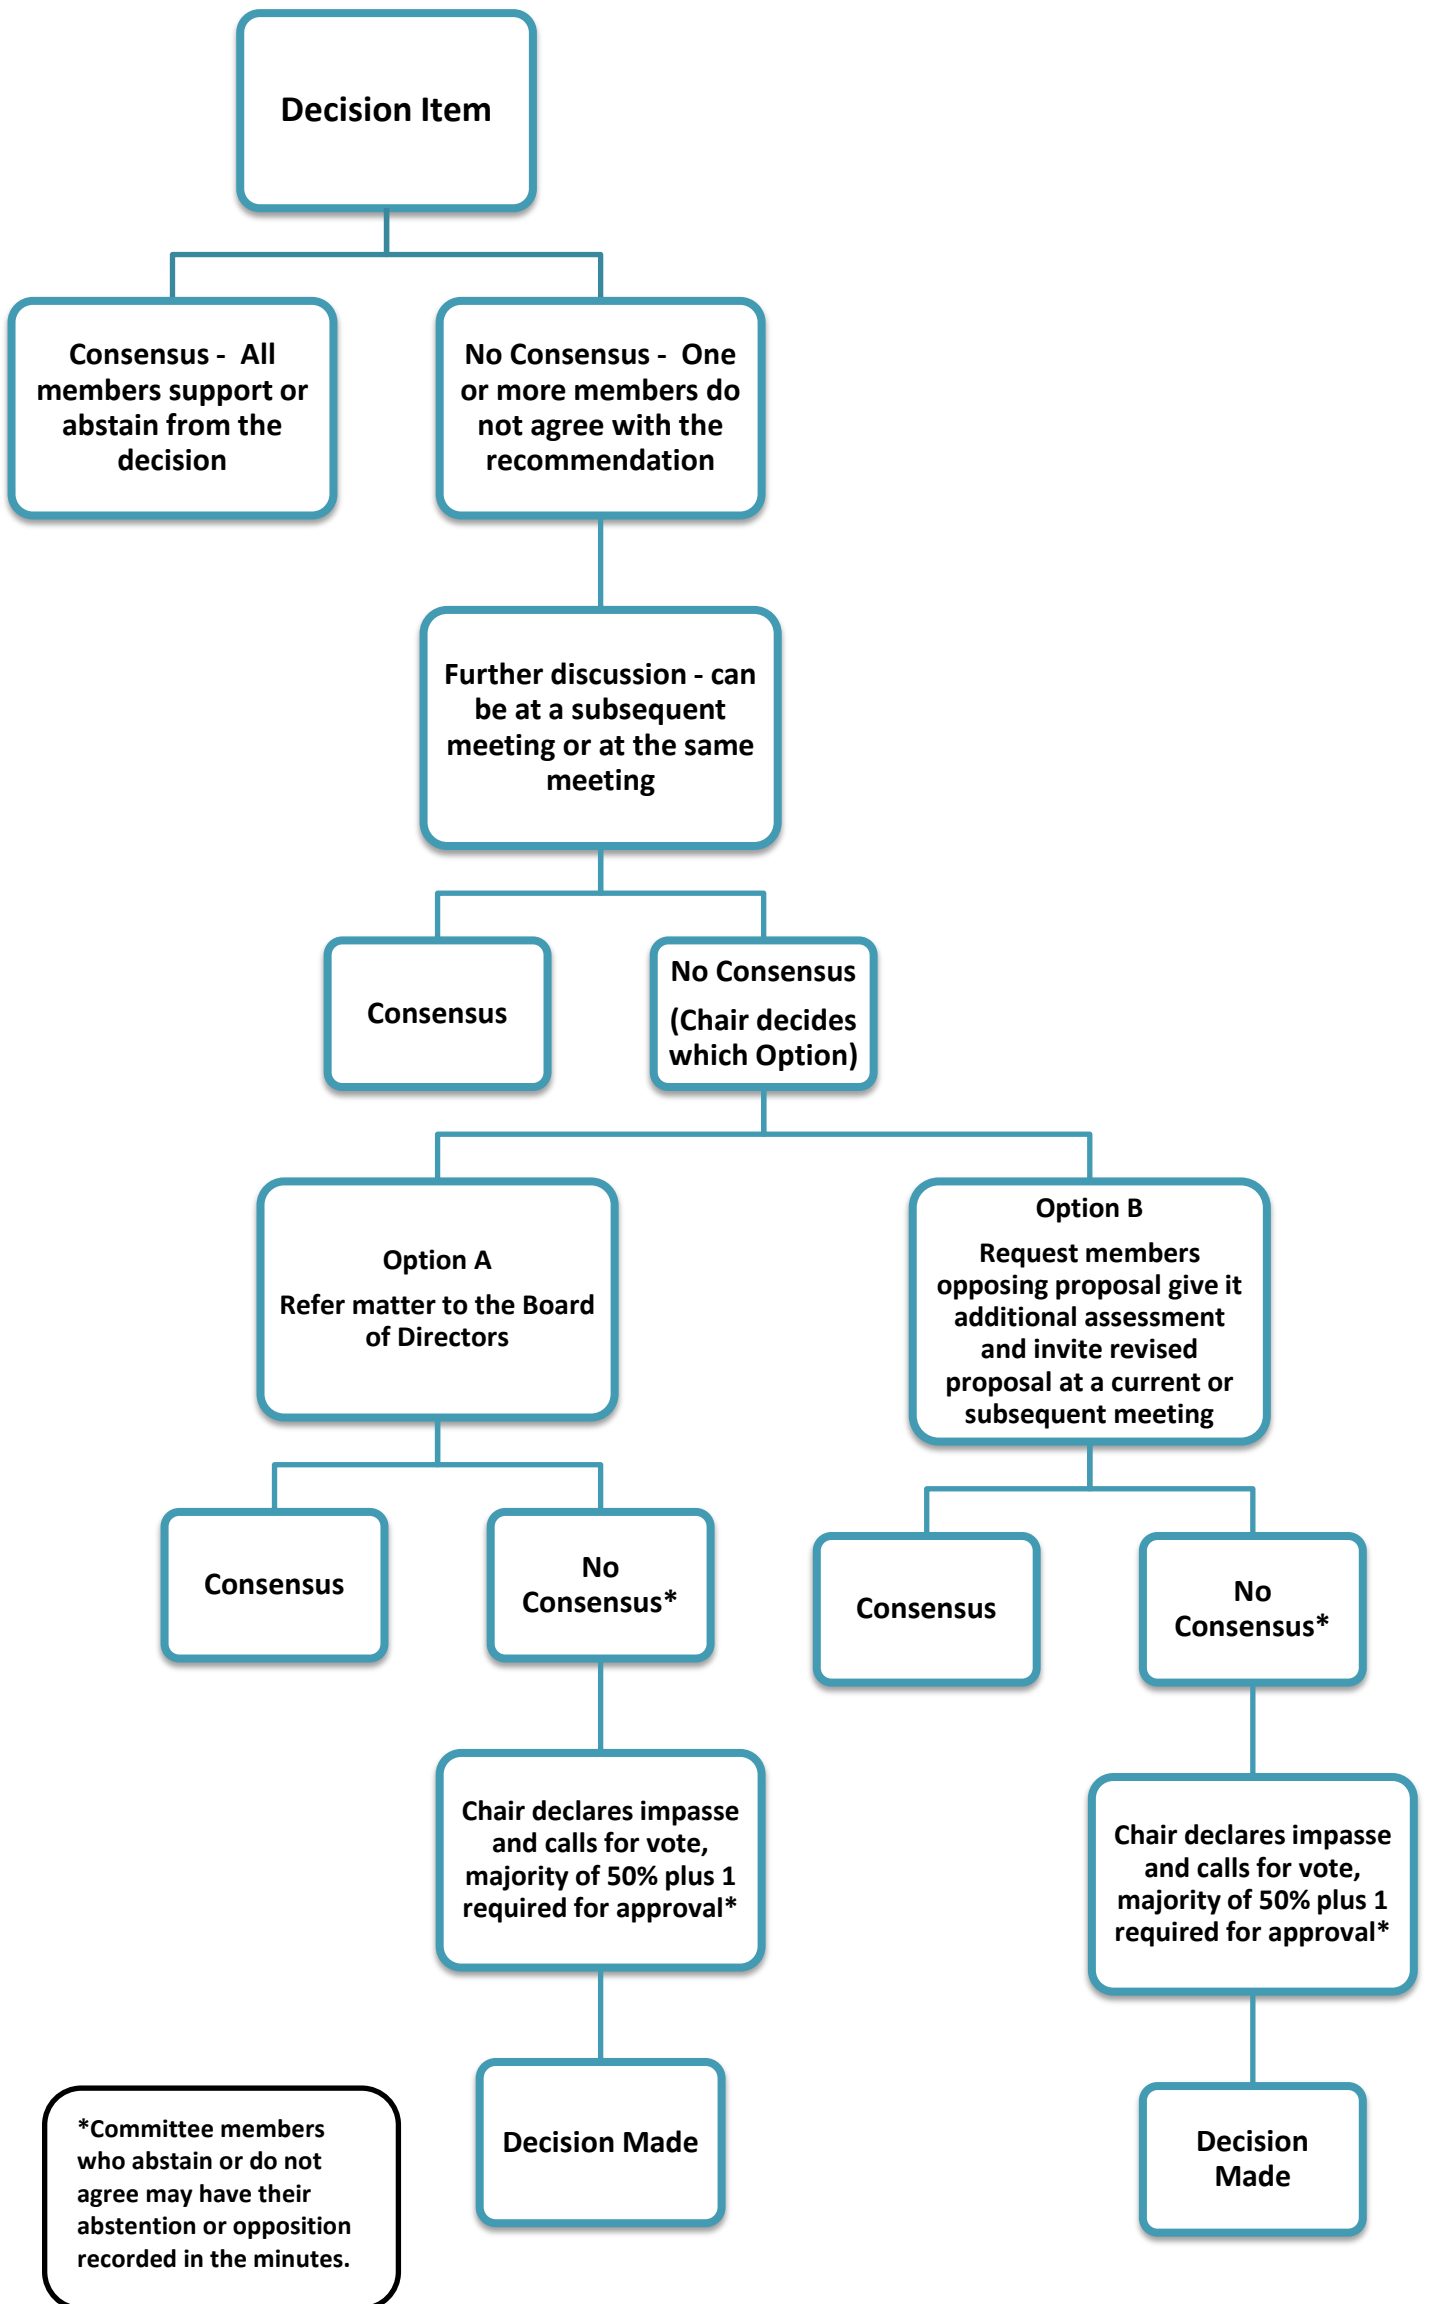 Decision Item
Consensus - All
members support or
abstain from the
decision
No Consensus - One
or more members do
not agree with the
recommendation
Further discussion - can
be at a subsequent
meeting or at the same
meeting
Consensus
No Consensus
(Chair decides
which Option)
Option A
Refer matter to the Board
of Directors
Option B
Request members
opposing proposal give it
additional assessment
and invite revised
proposal at a current or
subsequent meeting
Consensus
No
Consensus*
Consensus
No
Consensus*
Chair declares impasse
and calls for vote,
majority of 50% plus 1
required for approval*
Chair declares impasse
and calls for vote,
majority of 50% plus 1
required for approval*
Decision Made
Decision
Made
*Committee members
who abstain or do not
agree may have their
abstention or opposition
recorded in the minutes.